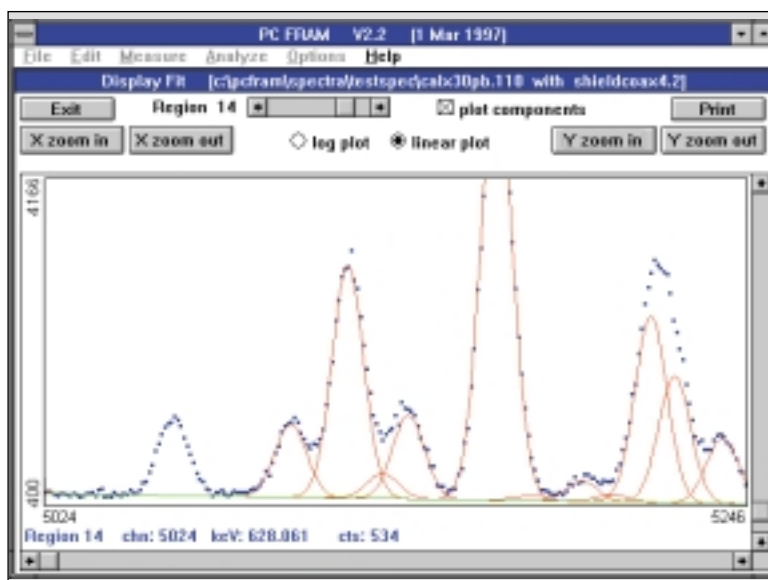 PC FRAM V2.2 [1 Mar 1997]
File Edit Measure Analyze Options Help
Display Fit [c:\pcfram\spectra\testspec\calx30pb.110 with shieldcoax4.2]
Exit Region 14 plot components Print
X zoom in X zoom out log plot linear plot Y zoom in Y zoom out
4166
400
5024 5246
Region 14 chn: 5024 keV: 628.061 cts: 534